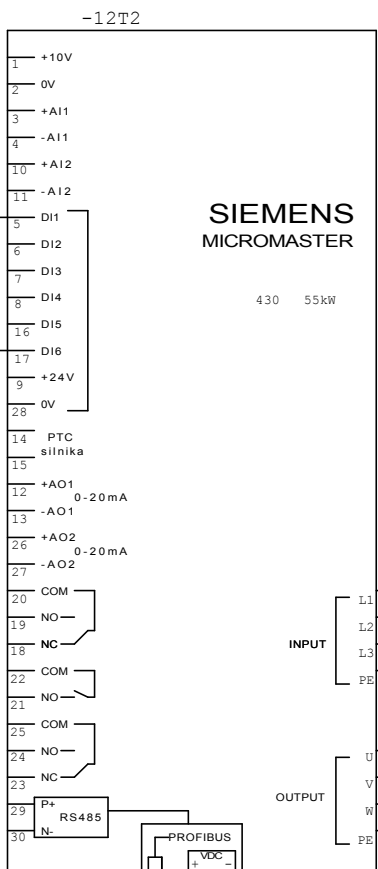 -12T2
1 +10V
2 0V
3 +AI1
4 -AI1
10 +AI2
11 -AI2
5 DI1
6 DI2
7 DI3
8 DI4
16 DI5
17 DI6
9 +24V
28 0V
14 PTC
silnika
15
12 +AO1
0-20mA
13 -AO1
26 +AO2
0-20mA
27 -AO2
20 COM
19 NO
18 NC
22 COM
21 NO
25 COM
24 NO
23 NC
29 P+
RS485
30 N-
SIEMENS
MICROMASTER
430 55kW
INPUT
L1
L2
L3
PE
OUTPUT
U
V
W
PE
PROFIBUS
VDC
+ -